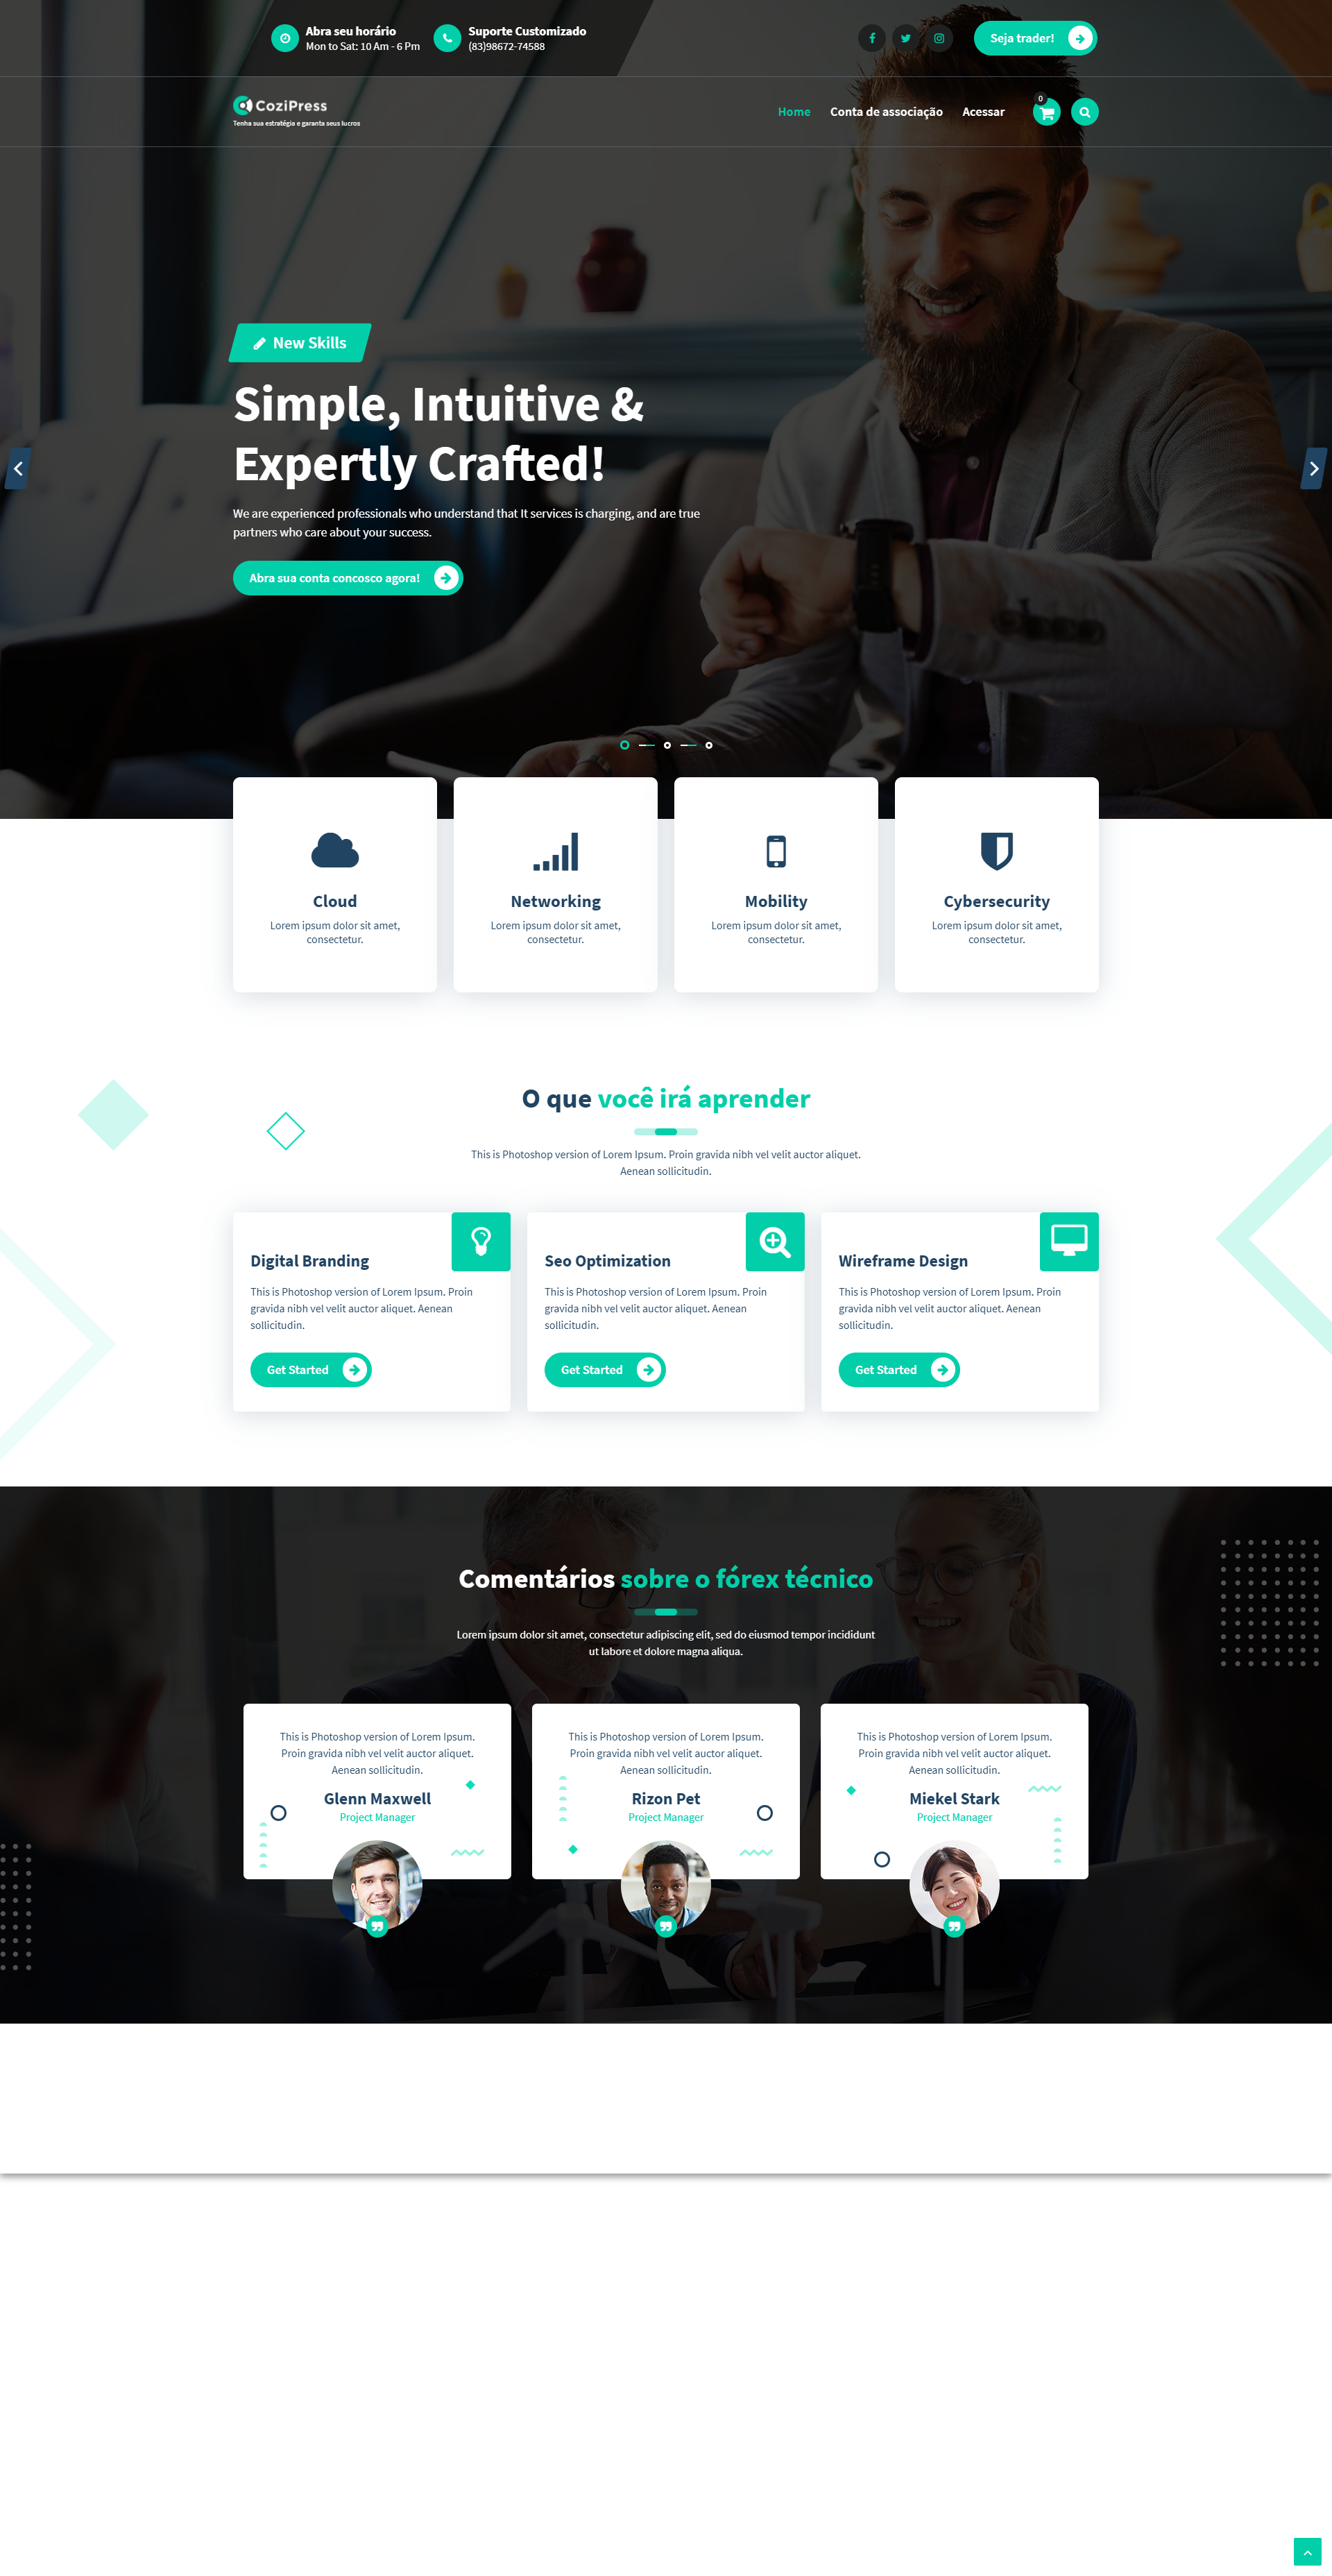 Abra seu horário
Mon to Sat: 10 Am - 6 Pm
Suporte Customizado
(83)98672-74588
Seja trader!
CoziPress
Tenha sua estratégia e garanta seus lucros
Home
Conta de associação
Acessar
0
New Skills
Simple, Intuitive &
Expertly Crafted!
We are experienced professionals who understand that It services is charging, and are true
partners who care about your success.
Abra sua conta concosco agora!
Cloud
Lorem ipsum dolor sit amet,
consectetur.
Networking
Lorem ipsum dolor sit amet,
consectetur.
Mobility
Lorem ipsum dolor sit amet,
consectetur.
Cybersecurity
Lorem ipsum dolor sit amet,
consectetur.
O que você irá aprender
This is Photoshop version of Lorem Ipsum. Proin gravida nibh vel velit auctor aliquet.
Aenean sollicitudin.
Digital Branding
This is Photoshop version of Lorem Ipsum. Proin
gravida nibh vel velit auctor aliquet. Aenean
sollicitudin.
Get Started
Seo Optimization
This is Photoshop version of Lorem Ipsum. Proin
gravida nibh vel velit auctor aliquet. Aenean
sollicitudin.
Get Started
Wireframe Design
This is Photoshop version of Lorem Ipsum. Proin
gravida nibh vel velit auctor aliquet. Aenean
sollicitudin.
Get Started
Comentários sobre o fórex técnico
Lorem ipsum dolor sit amet, consectetur adipiscing elit, sed do eiusmod tempor incididunt
ut labore et dolore magna aliqua.
This is Photoshop version of Lorem Ipsum.
Proin gravida nibh vel velit auctor aliquet.
Aenean sollicitudin.
Glenn Maxwell
Project Manager
This is Photoshop version of Lorem Ipsum.
Proin gravida nibh vel velit auctor aliquet.
Aenean sollicitudin.
Rizon Pet
Project Manager
This is Photoshop version of Lorem Ipsum.
Proin gravida nibh vel velit auctor aliquet.
Aenean sollicitudin.
Miekel Stark
Project Manager